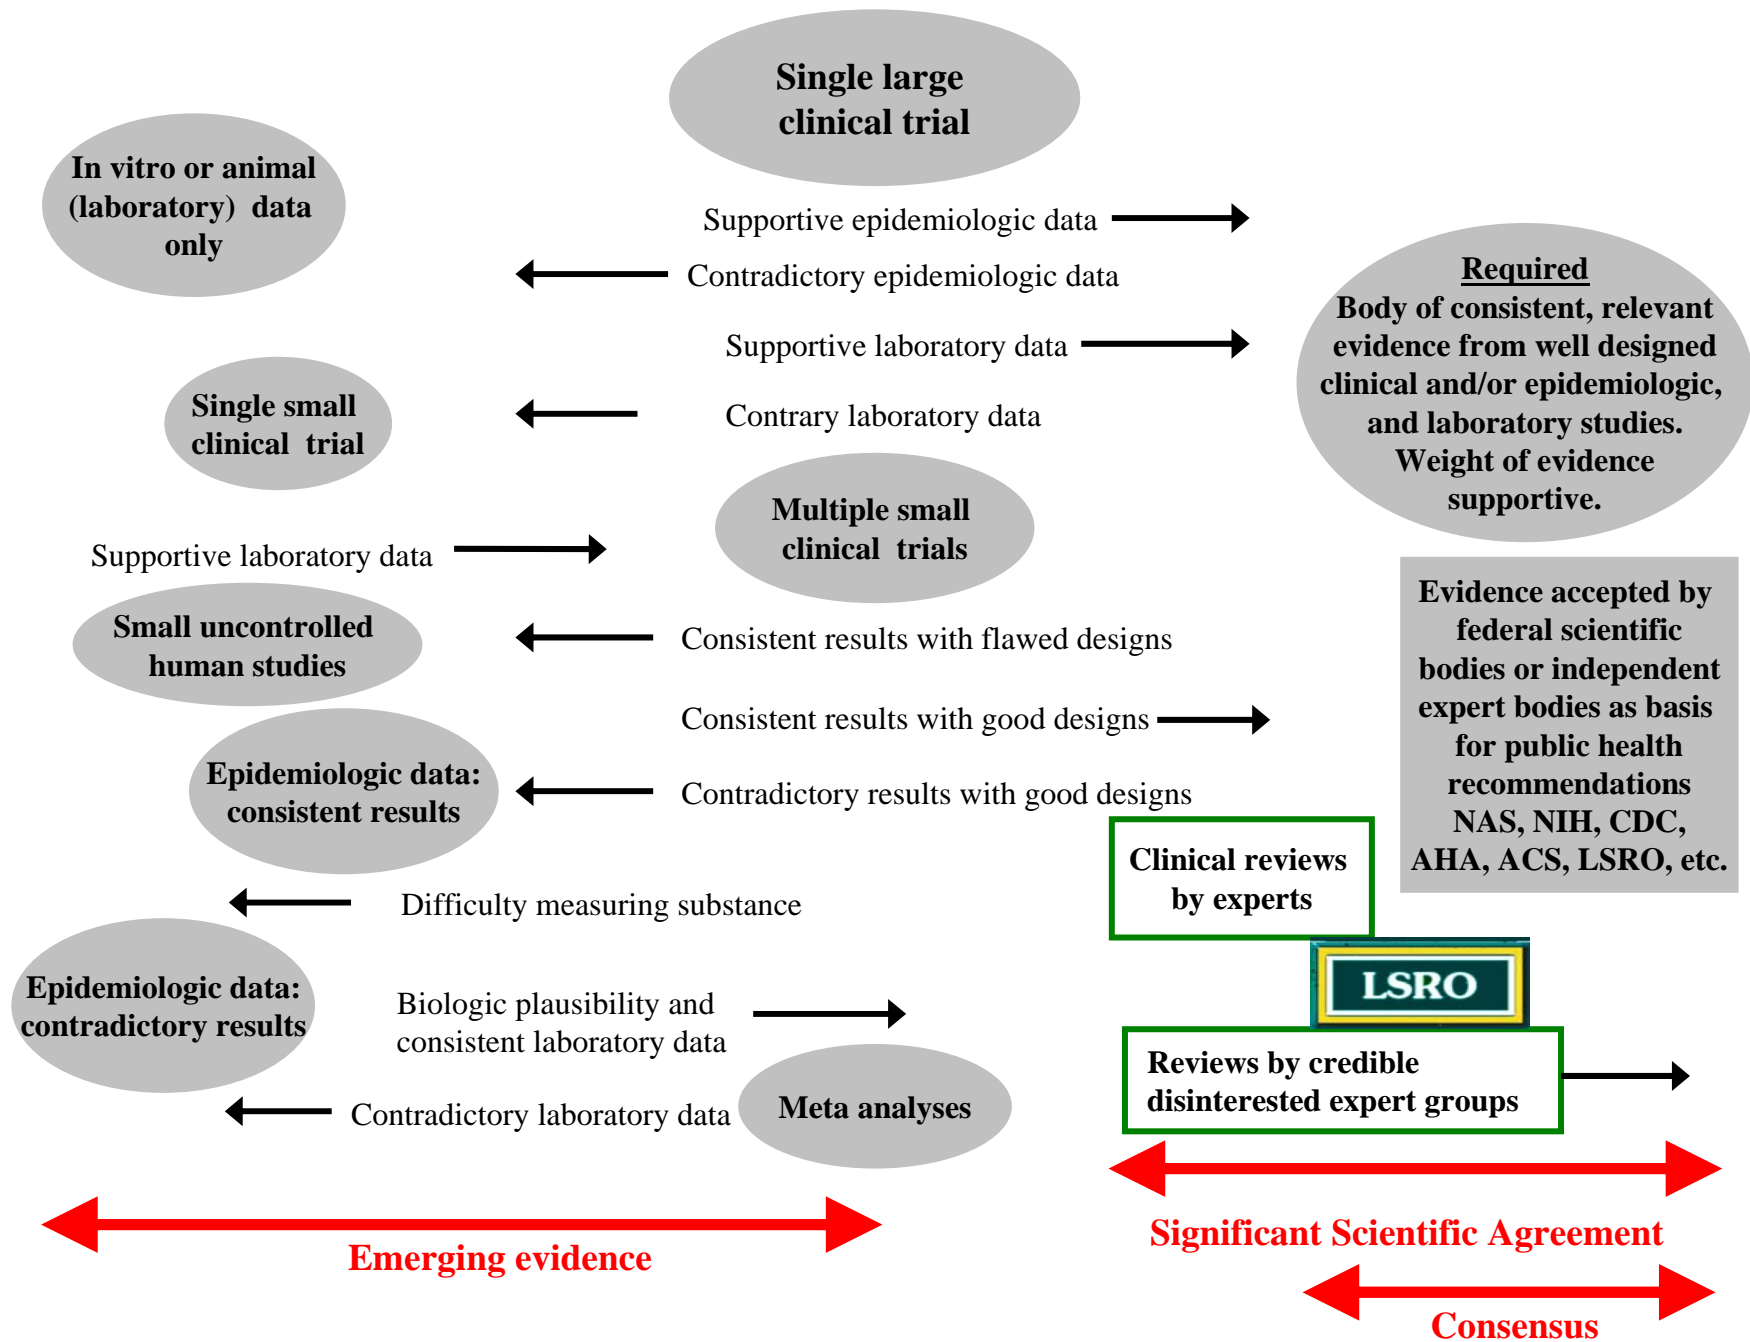 Single large
clinical trial
In vitro or animal
(laboratory) data
only
Supportive epidemiologic data
Contradictory epidemiologic data
Supportive laboratory data
Contrary laboratory data
Required
Body of consistent, relevant
evidence from well designed
clinical and/or epidemiologic,
and laboratory studies.
Weight of evidence
supportive.
Single small
clinical trial
Multiple small
clinical trials
Supportive laboratory data
Small uncontrolled
human studies
Consistent results with flawed designs
Consistent results with good designs
Contradictory results with good designs
Evidence accepted by
federal scientific
bodies or independent
expert bodies as basis
for public health
recommendations
NAS, NIH, CDC,
AHA, ACS, LSRO, etc.
Epidemiologic data:
consistent results
Clinical reviews
by experts
Difficulty measuring substance
LSRO
Epidemiologic data:
contradictory results
Biologic plausibility and
consistent laboratory data
Reviews by credible
disinterested expert groups
Contradictory laboratory data
Meta analyses
Emerging evidence
Significant Scientific Agreement
Consensus